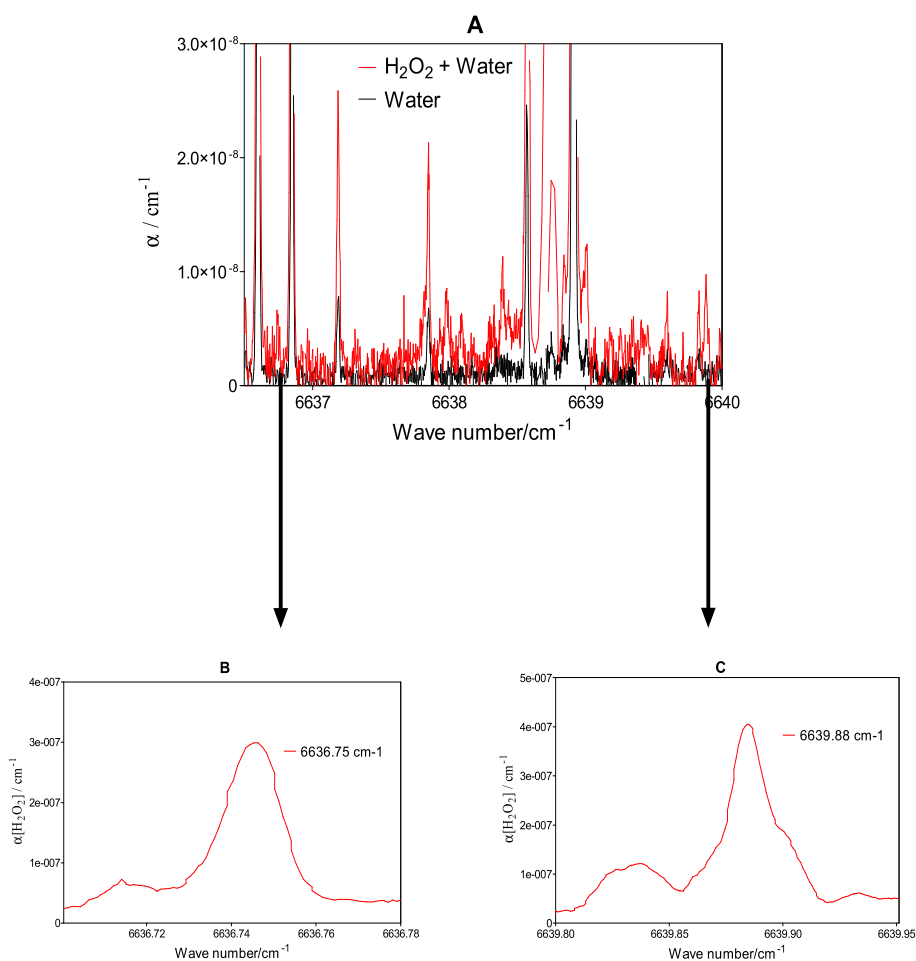 A
3.0×10⁻⁸
H₂O₂ + Water
Water
2.0×10⁻⁸
α / cm⁻¹
1.0×10⁻⁸
0
6637 6638 6639 6640
Wave number/cm⁻¹
B
4e-007
3e-007
6636.75 cm-1
α[H₂O₂] / cm⁻¹
2e-007
1e-007
0
6636.72 6636.74 6636.76 6636.78
Wave number/cm⁻¹
C
5e-007
4e-007
6639.88 cm-1
α[H₂O₂] / cm⁻¹
3e-007
2e-007
1e-007
0
6639.80 6639.85 6639.90 6639.95
Wave number/cm⁻¹